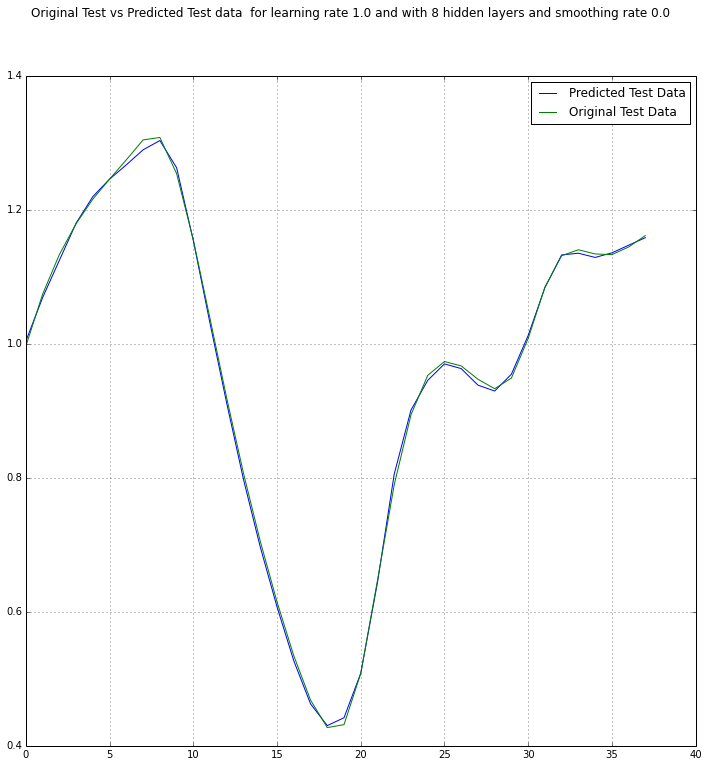 Original Test vs Predicted Test data  for learning rate 1.0 and with 8 hidden layers and smoothing rate 0.0
Predicted Test Data
Original Test Data
1.4
1.2
1.0
0.8
0.6
0.4
0 5 10 15 20 25 30 35 40